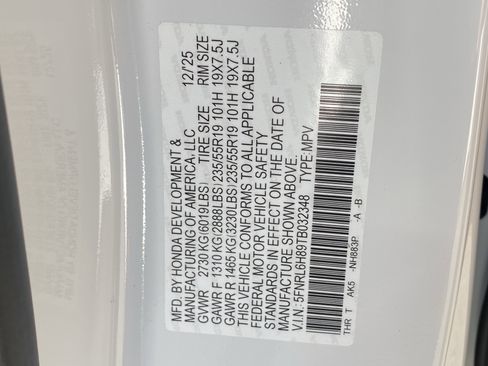 MFD. BY HONDA DEVELOPMENT &
MANUFACTURING OF AMERICA, LLC 12/'25
GVWR 2730 KG(6019LBS) TIRE SIZE RIM SIZE
GAWR F 1310 KG(2888LBS) 235/55R19 101H 19X7.5J
GAWR R 1465 KG(3230LBS) 235/55R19 101H 19X7.5J
THIS VEHICLE CONFORMS TO ALL APPLICABLE
FEDERAL MOTOR VEHICLE SAFETY
STANDARDS IN EFFECT ON THE DATE OF
MANUFACTURE SHOWN ABOVE.
V.I.N.: 5FNRL6H89TB032348 TYPE:MPV
THR T AK5 -NH883P -A -B